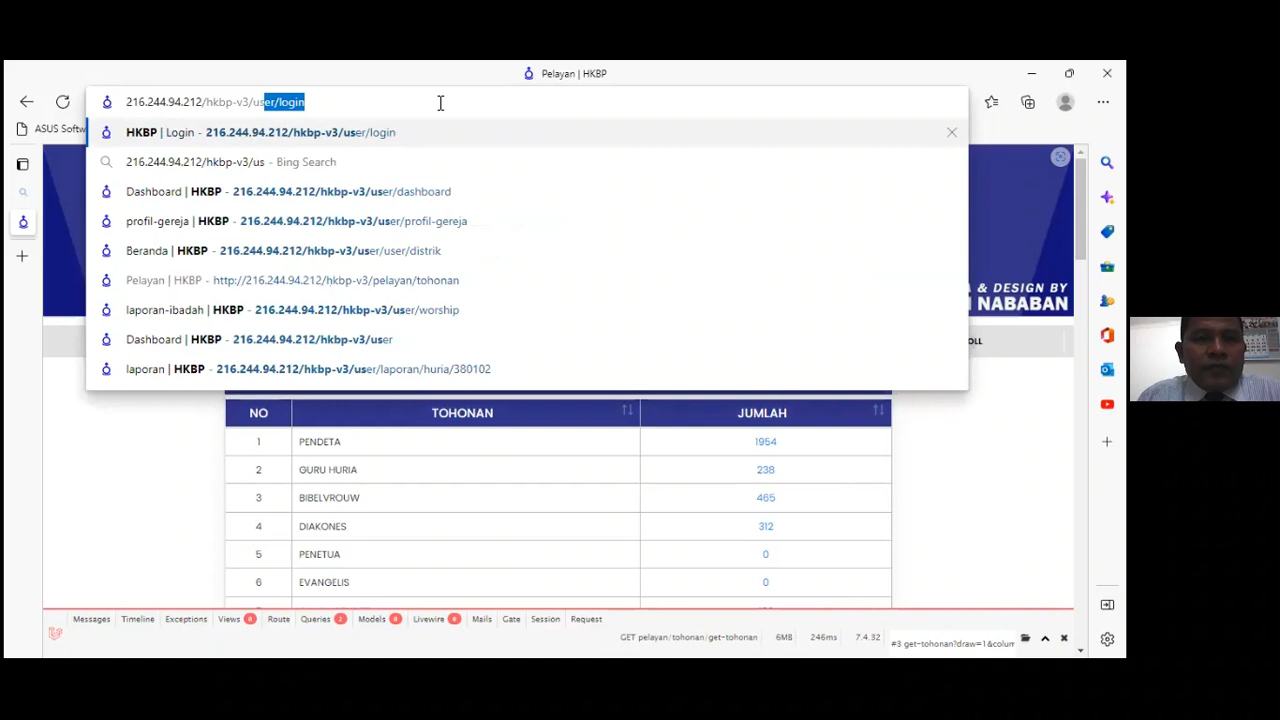 Pelayan | HKBP
216.244.94.212/hkbp-v3/user/login
ASUS Softw
HKBP | Login - 216.244.94.212/hkbp-v3/user/login
216.244.94.212/hkbp-v3/us - Bing Search
Dashboard | HKBP - 216.244.94.212/hkbp-v3/user/dashboard
profil-gereja | HKBP - 216.244.94.212/hkbp-v3/user/profil-gereja
Beranda | HKBP - 216.244.94.212/hkbp-v3/user/user/distrik
Pelayan | HKBP - http://216.244.94.212/hkbp-v3/pelayan/tohonan
laporan-ibadah | HKBP - 216.244.94.212/hkbp-v3/user/worship
Dashboard | HKBP - 216.244.94.212/hkbp-v3/user
laporan | HKBP - 216.244.94.212/hkbp-v3/user/laporan/huria/380102
& DESIGN BY
NABABAN
OLL
NO TOHONAN JUMLAH
1 PENDETA 1954
2 GURU HURIA 238
3 BIBELVROUW 465
4 DIAKONES 312
5 PENETUA 0
6 EVANGELIS 0
Messages Timeline Exceptions Views 0 Route Queries 2 Models 0 Livewire 0 Mails Gate Session Request
GET pelayan/tohonan/get-tohonan 6MB 246ms 7.4.32 #3 get-tohonan?draw=1&colum